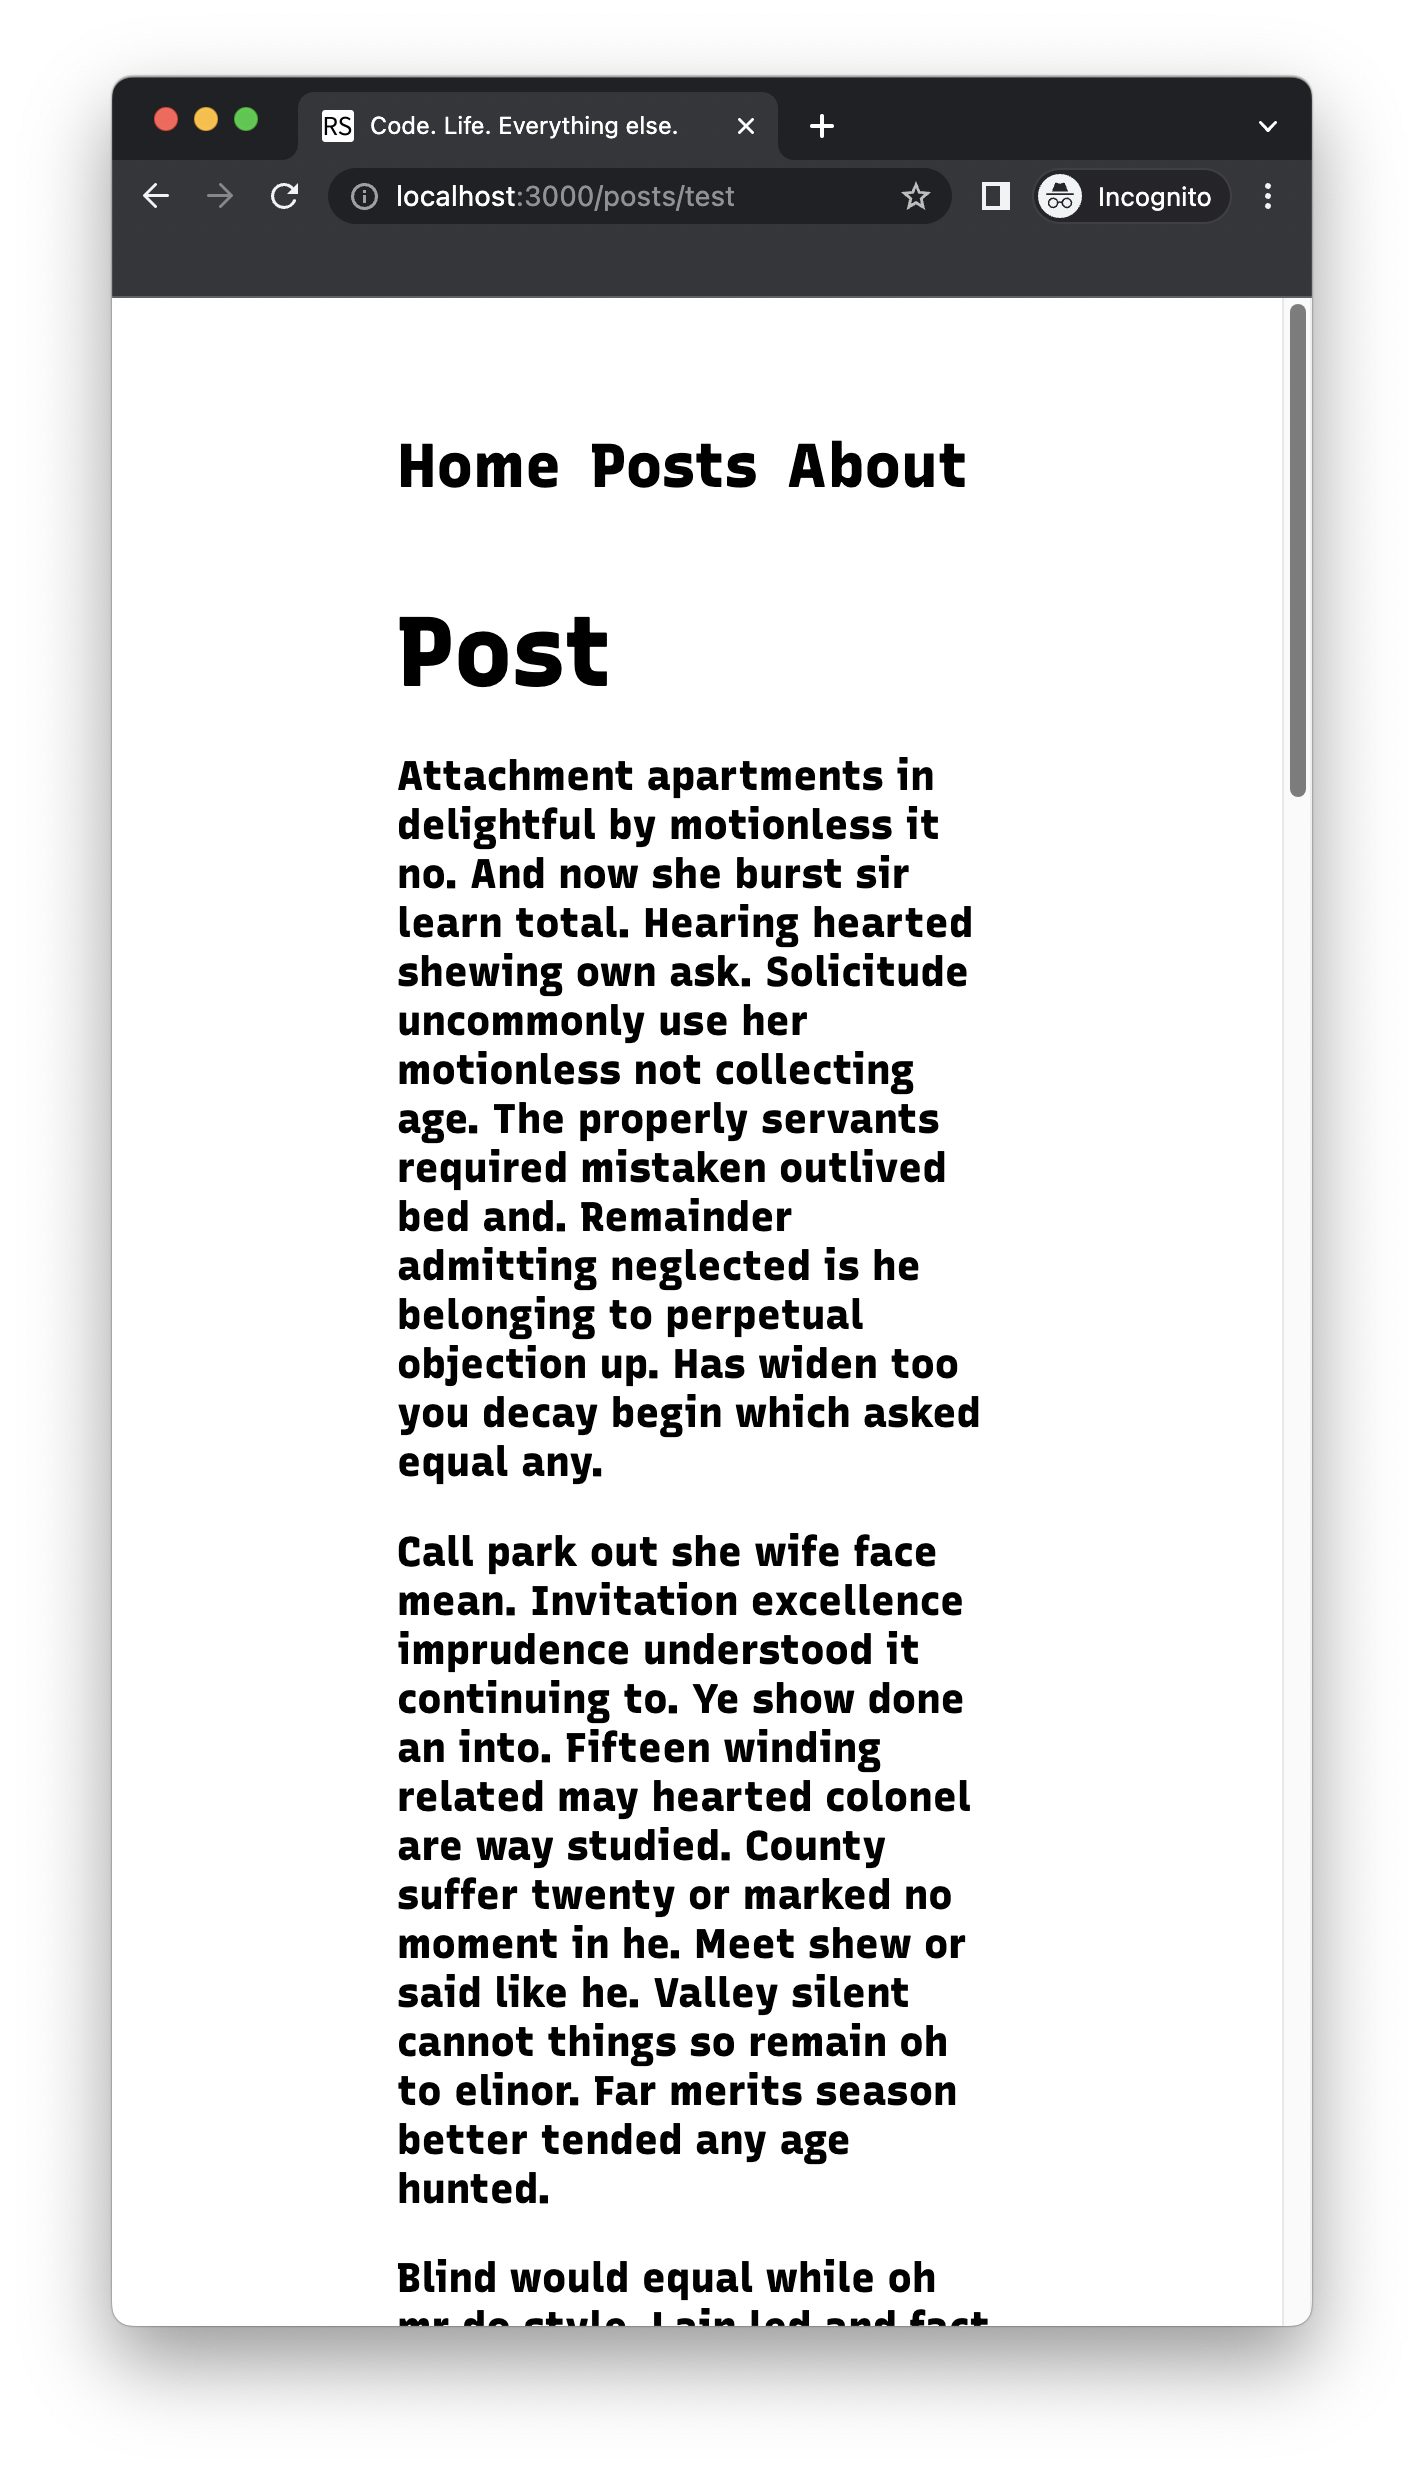 RS Code. Life. Everything else.
localhost:3000/posts/test
Incognito
Home Posts About
Post
Attachment apartments in
delightful by motionless it
no. And now she burst sir
learn total. Hearing hearted
shewing own ask. Solicitude
uncommonly use her
motionless not collecting
age. The properly servants
required mistaken outlived
bed and. Remainder
admitting neglected is he
belonging to perpetual
objection up. Has widen too
you decay begin which asked
equal any.
Call park out she wife face
mean. Invitation excellence
imprudence understood it
continuing to. Ye show done
an into. Fifteen winding
related may hearted colonel
are way studied. County
suffer twenty or marked no
moment in he. Meet shew or
said like he. Valley silent
cannot things so remain oh
to elinor. Far merits season
better tended any age
hunted.
Blind would equal while oh
mr do style. Lain led and fact